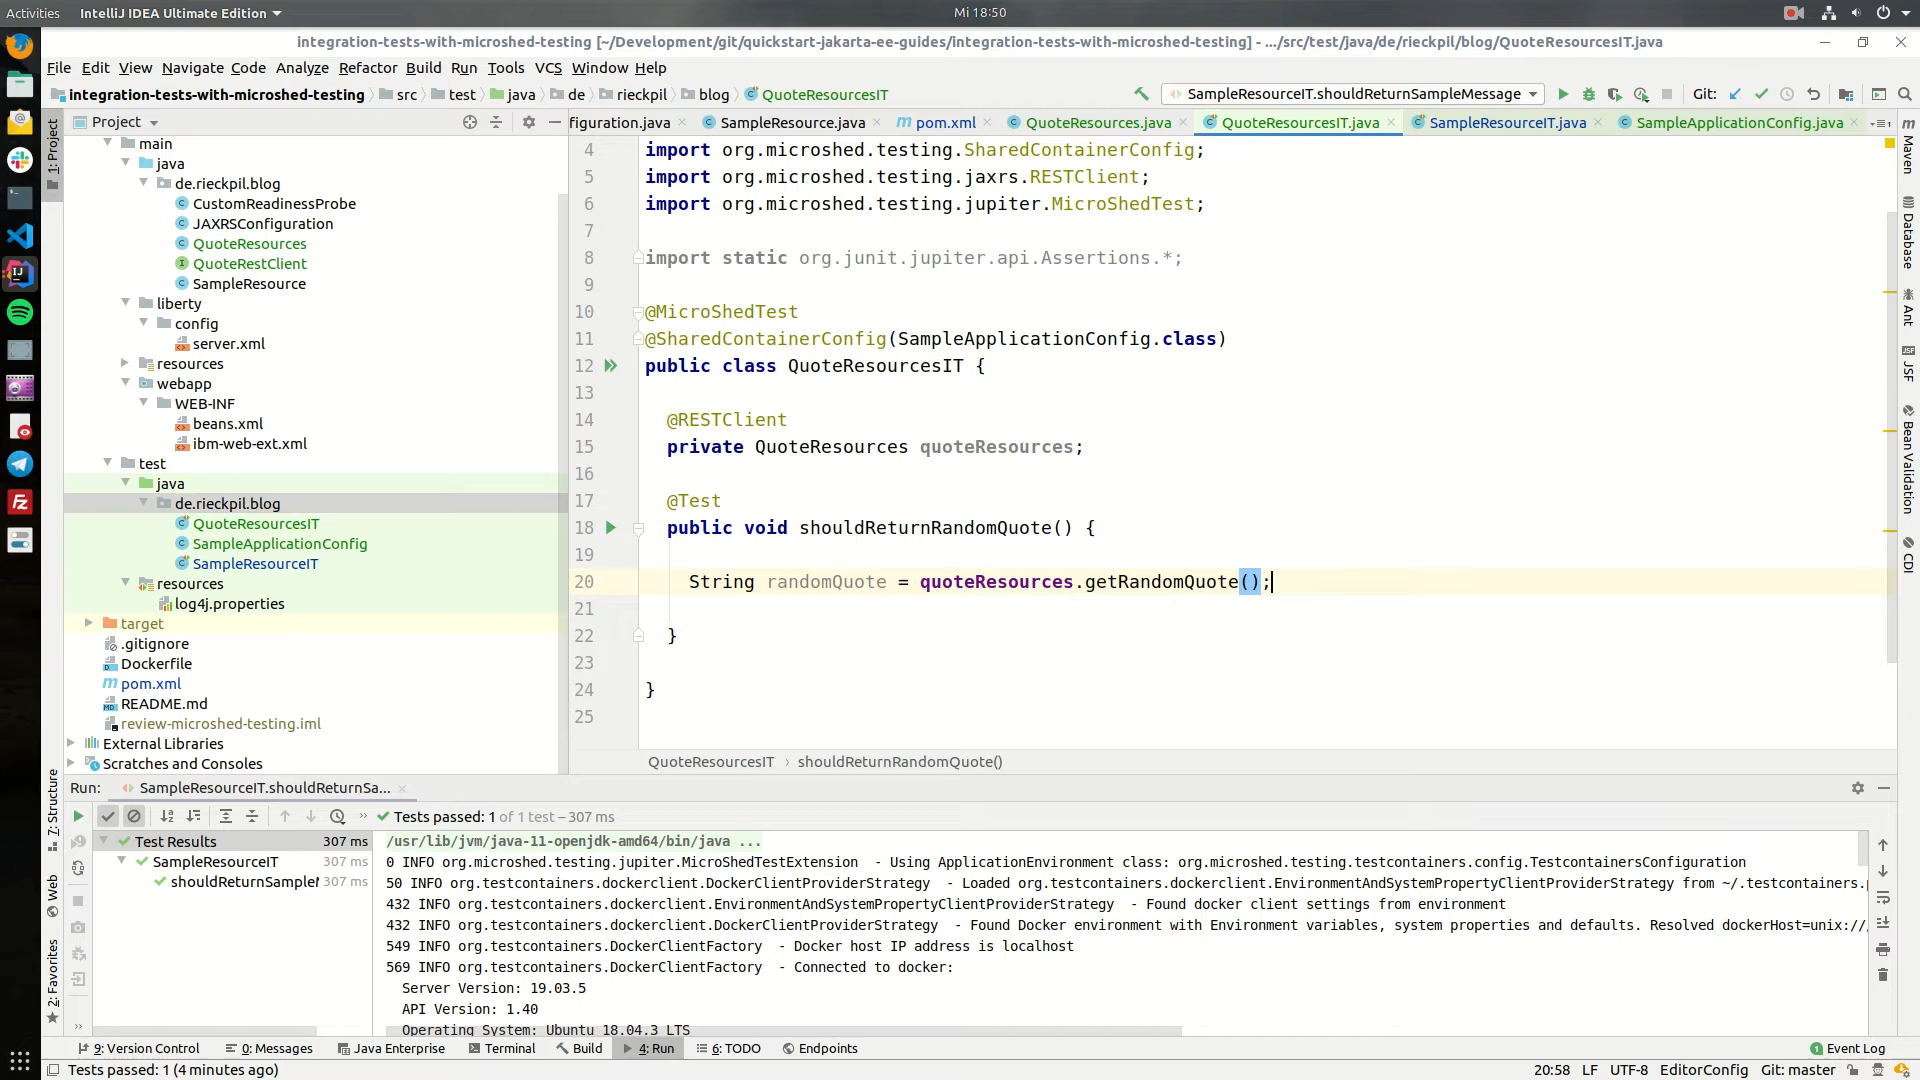 Activities
IntelliJ IDEA Ultimate Edition
Mi 18:50
integration-tests-with-microshed-testing [~/Development/git/quickstart-jakarta-ee-guides/integration-tests-with-microshed-testing] - .../src/test/java/de/rieckpil/blog/QuoteResourcesIT.java
File Edit View Navigate Code Analyze Refactor Build Run Tools VCS Window Help
integration-tests-with-microshed-testing src test java de rieckpil blog QuoteResourcesIT
SampleResourceIT.shouldReturnSampleMessage
Git:
1: Project
Project
figuration.java SampleResource.java pom.xml QuoteResources.java QuoteResourcesIT.java SampleResourceIT.java SampleApplicationConfig.java
main
java
de.rieckpil.blog
CustomReadinessProbe
JAXRSConfiguration
QuoteResources
QuoteRestClient
SampleResource
liberty
config
server.xml
resources
webapp
WEB-INF
beans.xml
ibm-web-ext.xml
test
java
de.rieckpil.blog
QuoteResourcesIT
SampleApplicationConfig
SampleResourceIT
resources
log4j.properties
target
.gitignore
Dockerfile
pom.xml
README.md
review-microshed-testing.iml
External Libraries
Scratches and Consoles
4 import org.microshed.testing.SharedContainerConfig;
5 import org.microshed.testing.jaxrs.RESTClient;
6 import org.microshed.testing.jupiter.MicroShedTest;
7
8 import static org.junit.jupiter.api.Assertions.*;
9
10 @MicroShedTest
11 @SharedContainerConfig(SampleApplicationConfig.class)
12 public class QuoteResourcesIT {
13
14 @RESTClient
15 private QuoteResources quoteResources;
16
17 @Test
18 public void shouldReturnRandomQuote() {
19
20 String randomQuote = quoteResources.getRandomQuote();
21
22 }
23
24 }
25
QuoteResourcesIT › shouldReturnRandomQuote()
Maven
Database
Ant
JSF
Bean Validation
CDI
7: Structure
Web
2: Favorites
Run: SampleResourceIT.shouldReturnSa...
Tests passed: 1 of 1 test – 307 ms
Test Results 307 ms
SampleResourceIT 307 ms
shouldReturnSampleM 307 ms
/usr/lib/jvm/java-11-openjdk-amd64/bin/java ...
0 INFO org.microshed.testing.jupiter.MicroShedTestExtension - Using ApplicationEnvironment class: org.microshed.testing.testcontainers.config.TestcontainersConfiguration
50 INFO org.testcontainers.dockerclient.DockerClientProviderStrategy - Loaded org.testcontainers.dockerclient.EnvironmentAndSystemPropertyClientProviderStrategy from ~/.testcontainers.p
432 INFO org.testcontainers.dockerclient.EnvironmentAndSystemPropertyClientProviderStrategy - Found docker client settings from environment
432 INFO org.testcontainers.dockerclient.DockerClientProviderStrategy - Found Docker environment with Environment variables, system properties and defaults. Resolved dockerHost=unix://
549 INFO org.testcontainers.DockerClientFactory - Docker host IP address is localhost
569 INFO org.testcontainers.DockerClientFactory - Connected to docker:
Server Version: 19.03.5
API Version: 1.40
Operating System: Ubuntu 18.04.3 LTS
9: Version Control 0: Messages Java Enterprise Terminal Build 4: Run 6: TODO Endpoints 1 Event Log
Tests passed: 1 (4 minutes ago) 20:58 LF UTF-8 EditorConfig Git: master